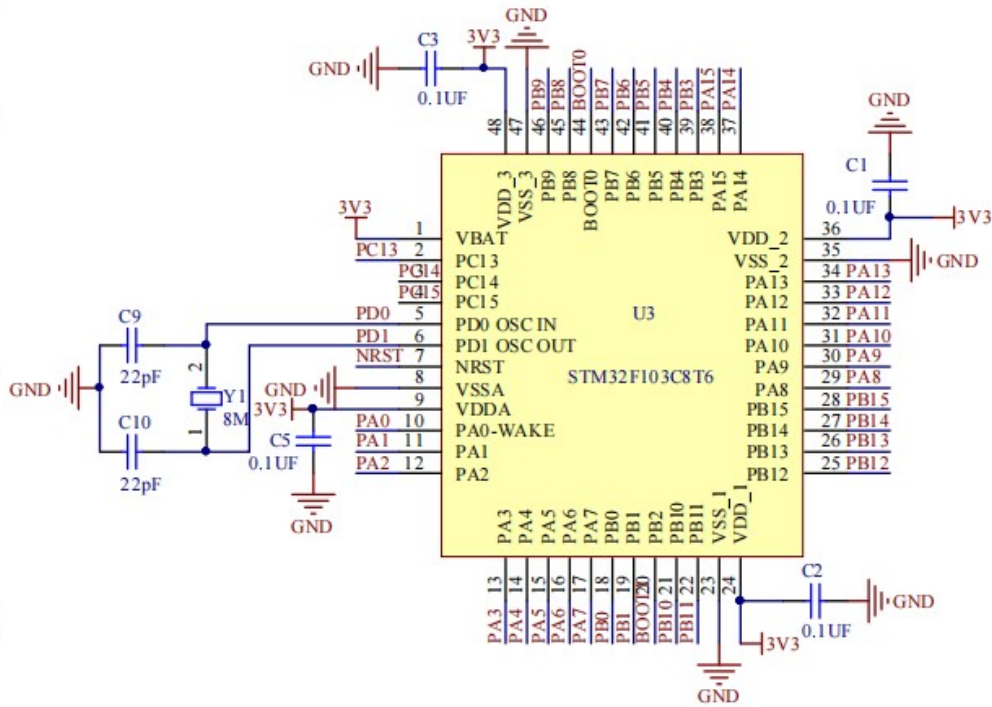 GND
C3
3V3
GND
0.1UF
PB9
PB8
BOOT0
PB7
PB6
PB5
PB4
PB3
PA15
PA14
48
47
46
45
44
43
42
41
40
39
38
37
GND
C1
0.1UF
3V3
VDD_3
VSS_3
PB9
PB8
BOOT0
PB7
PB6
PB5
PB4
PB3
PA15
PA14
3V3
1 VBAT
PC13 2 PC13
PC14 3 PC14
PC15 4 PC15
PD0 5 PD0 OSC IN
PD1 6 PD1 OSC OUT
NRST 7 NRST
GND 8 VSSA
3V3 9 VDDA
PA0 10 PA0-WAKE
PA1 11 PA1
PA2 12 PA2
C9
22pF
GND
2
Y1
8M
1
C10
22pF
C5
0.1UF
GND
U3
STM32F103C8T6
VDD_2 36
VSS_2 35 GND
PA13 34 PA13
PA12 33 PA12
PA11 32 PA11
PA10 31 PA10
PA9 30 PA9
PA8 29 PA8
PB15 28 PB15
PB14 27 PB14
PB13 26 PB13
PB12 25 PB12
PA3
PA4
PA5
PA6
PA7
PB0
PB1
PB2
PB10
PB11
VSS_1
VDD_1
13
14
15
16
17
18
19
20
21
22
23
24
PA3
PA4
PA5
PA6
PA7
PB0
PB1
BOOT1
PB10
PB11
C2
0.1UF
GND
3V3
GND